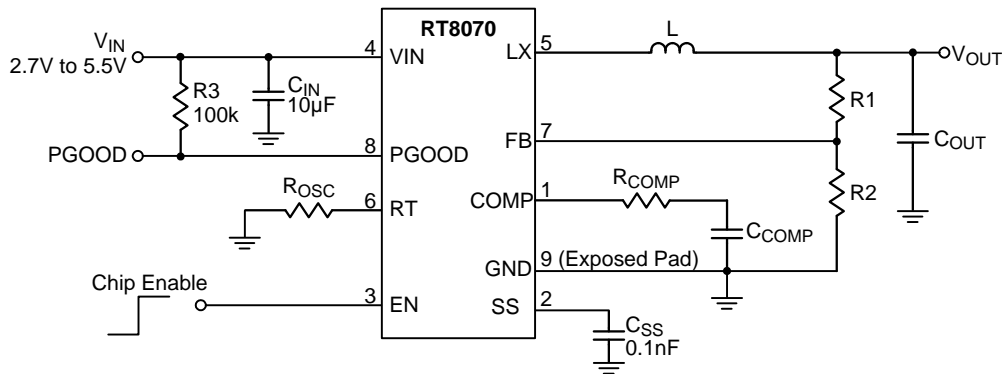 RT8070
VIN
2.7V to 5.5V
4
VIN
R3
100k
CIN
10µF
PGOOD
8
PGOOD
ROSC
6
RT
Chip Enable
3
EN
LX
5
L
VOUT
R1
FB
7
COUT
R2
COMP
1
RCOMP
CCOMP
GND
9 (Exposed Pad)
SS
2
CSS
0.1nF